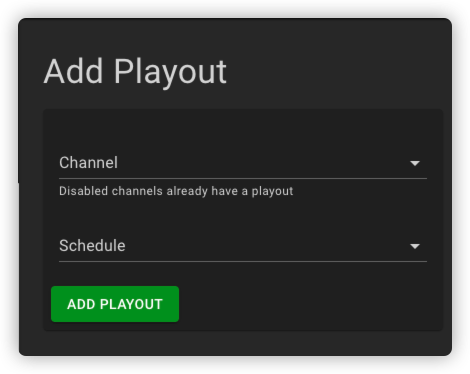 Add Playout
Channel
Disabled channels already have a playout
Schedule
ADD PLAYOUT